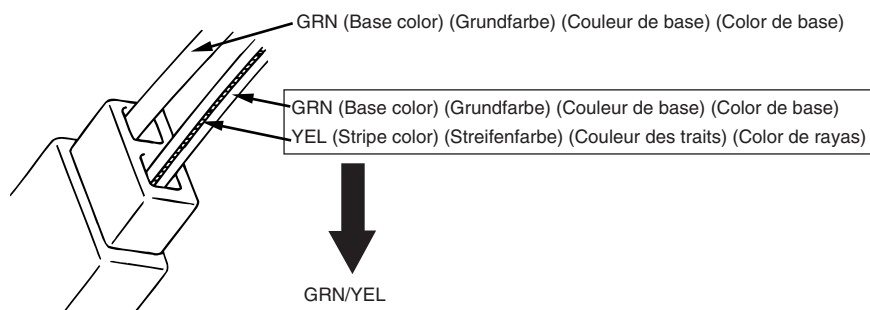 GRN (Base color) (Grundfarbe) (Couleur de base) (Color de base)
GRN (Base color) (Grundfarbe) (Couleur de base) (Color de base)
YEL (Stripe color) (Streifenfarbe) (Couleur des traits) (Color de rayas)
GRN/YEL